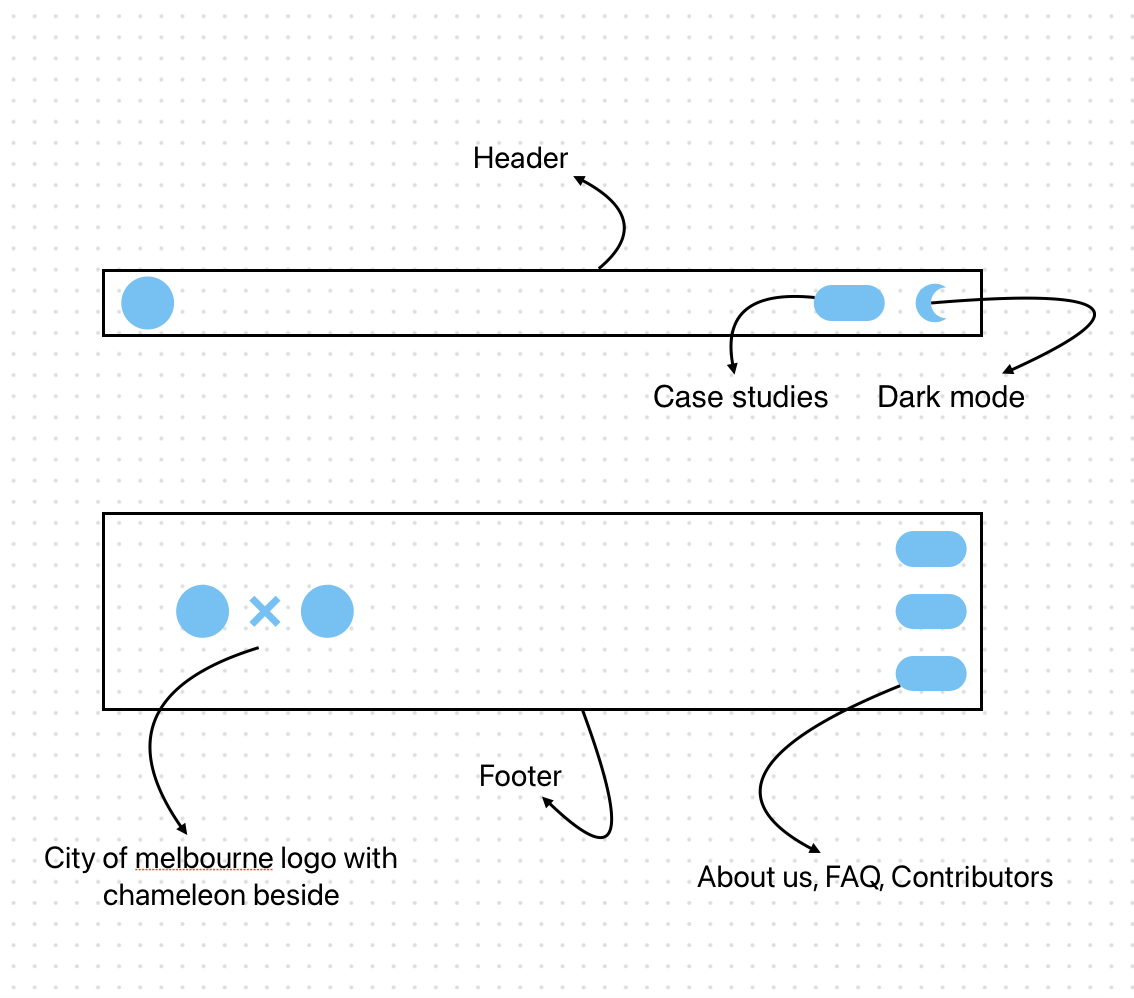 Header
Case studies
Dark mode
Footer
City of melbourne logo with
chameleon beside
About us, FAQ, Contributors